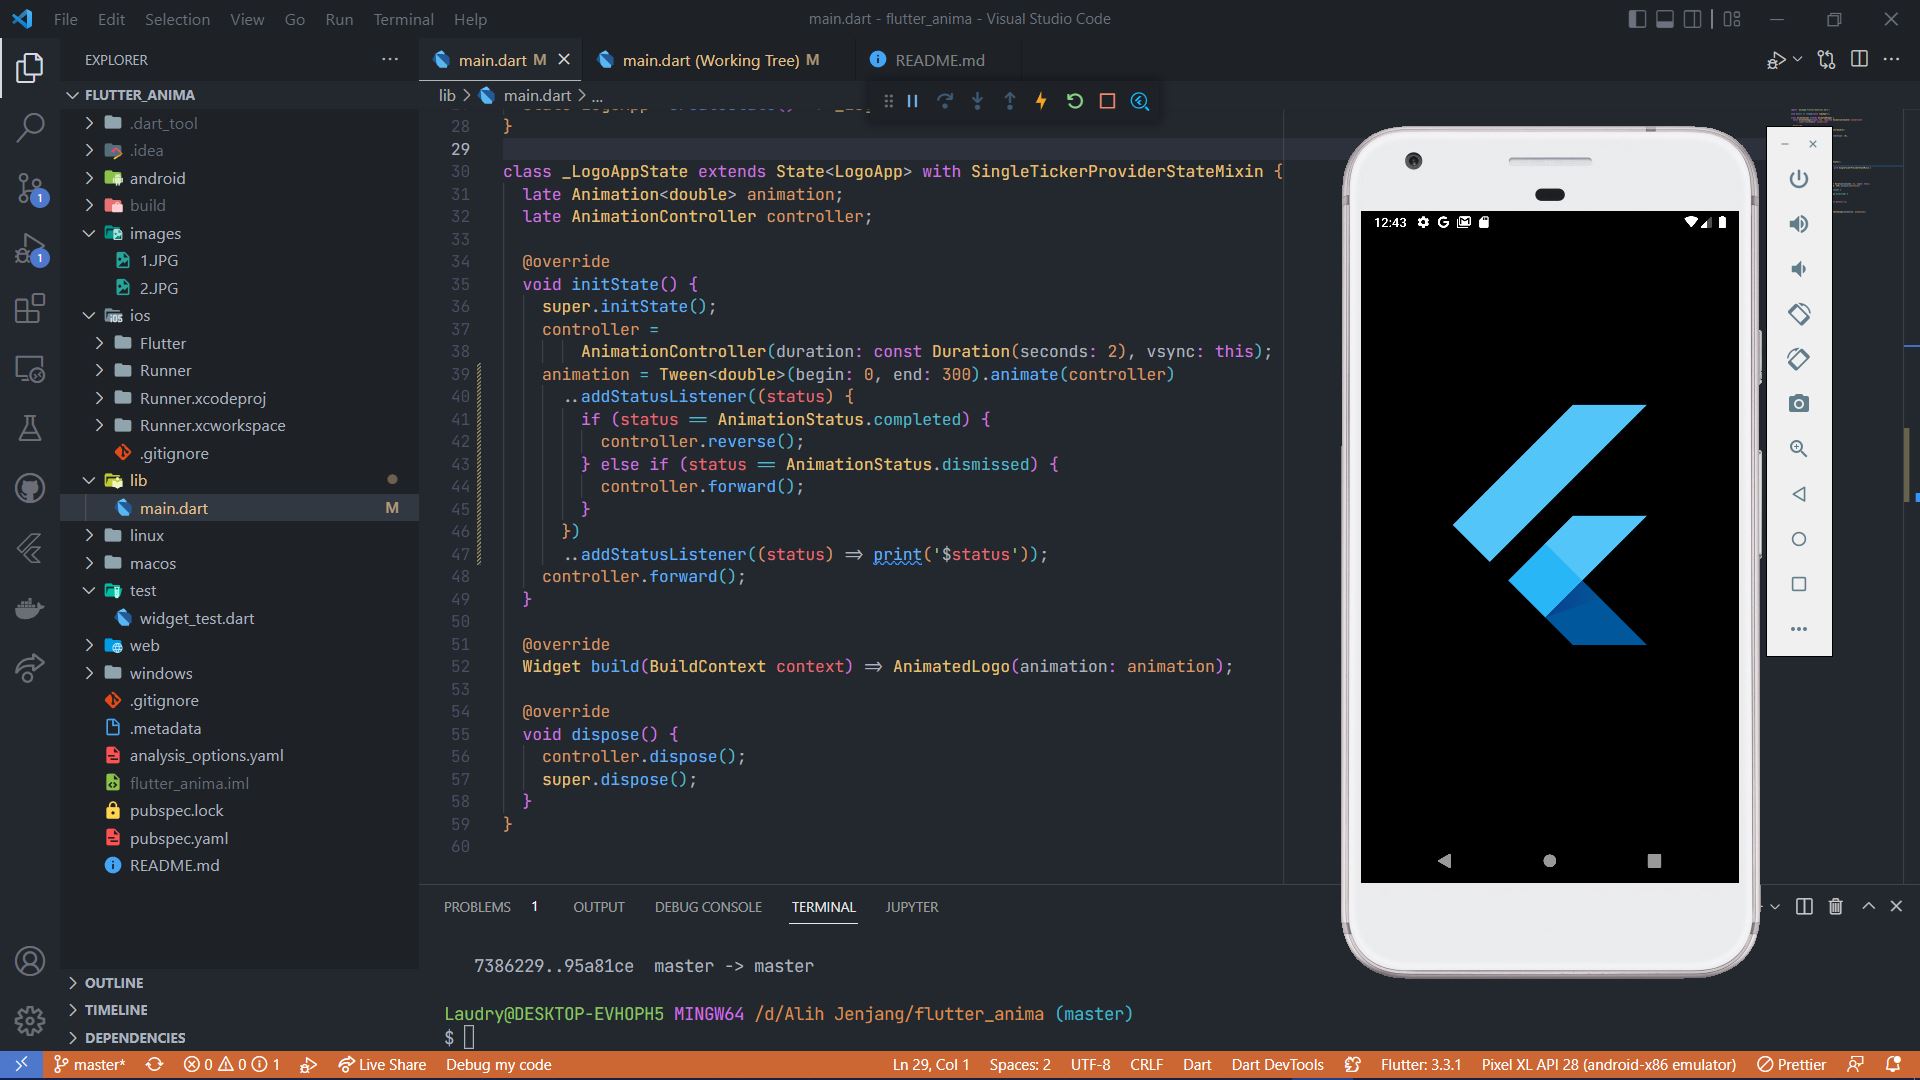 File Edit Selection View Go Run Terminal Help
main.dart - flutter_anima - Visual Studio Code
EXPLORER
FLUTTER_ANIMA
.dart_tool
.idea
android
build
images
1.JPG
2.JPG
ios
Flutter
Runner
Runner.xcodeproj
Runner.xcworkspace
.gitignore
lib
main.dart M
linux
macos
test
widget_test.dart
web
windows
.gitignore
.metadata
analysis_options.yaml
flutter_anima.iml
pubspec.lock
pubspec.yaml
README.md
OUTLINE
TIMELINE
DEPENDENCIES
1
1
main.dart M
main.dart (Working Tree) M
README.md
lib > main.dart > ...
28 }
29
30 class _LogoAppState extends State<LogoApp> with SingleTickerProviderStateMixin {
31 late Animation<double> animation;
32 late AnimationController controller;
33
34 @override
35 void initState() {
36 super.initState();
37 controller =
38 AnimationController(duration: const Duration(seconds: 2), vsync: this);
39 animation = Tween<double>(begin: 0, end: 300).animate(controller)
40 ..addStatusListener((status) {
41 if (status == AnimationStatus.completed) {
42 controller.reverse();
43 } else if (status == AnimationStatus.dismissed) {
44 controller.forward();
45 }
46 })
47 ..addStatusListener((status) => print('$status'));
48 controller.forward();
49 }
50
51 @override
52 Widget build(BuildContext context) => AnimatedLogo(animation: animation);
53
54 @override
55 void dispose() {
56 controller.dispose();
57 super.dispose();
58 }
59 }
60
12:43 G
PROBLEMS 1 OUTPUT DEBUG CONSOLE TERMINAL JUPYTER
7386229..95a81ce master -> master
Laudry@DESKTOP-EVHOPH5 MINGW64 /d/Alih Jenjang/flutter_anima (master)
$
master* 0 0 1 Live Share Debug my code Ln 29, Col 1 Spaces: 2 UTF-8 CRLF Dart Dart DevTools Flutter: 3.3.1 Pixel XL API 28 (android-x86 emulator) Prettier